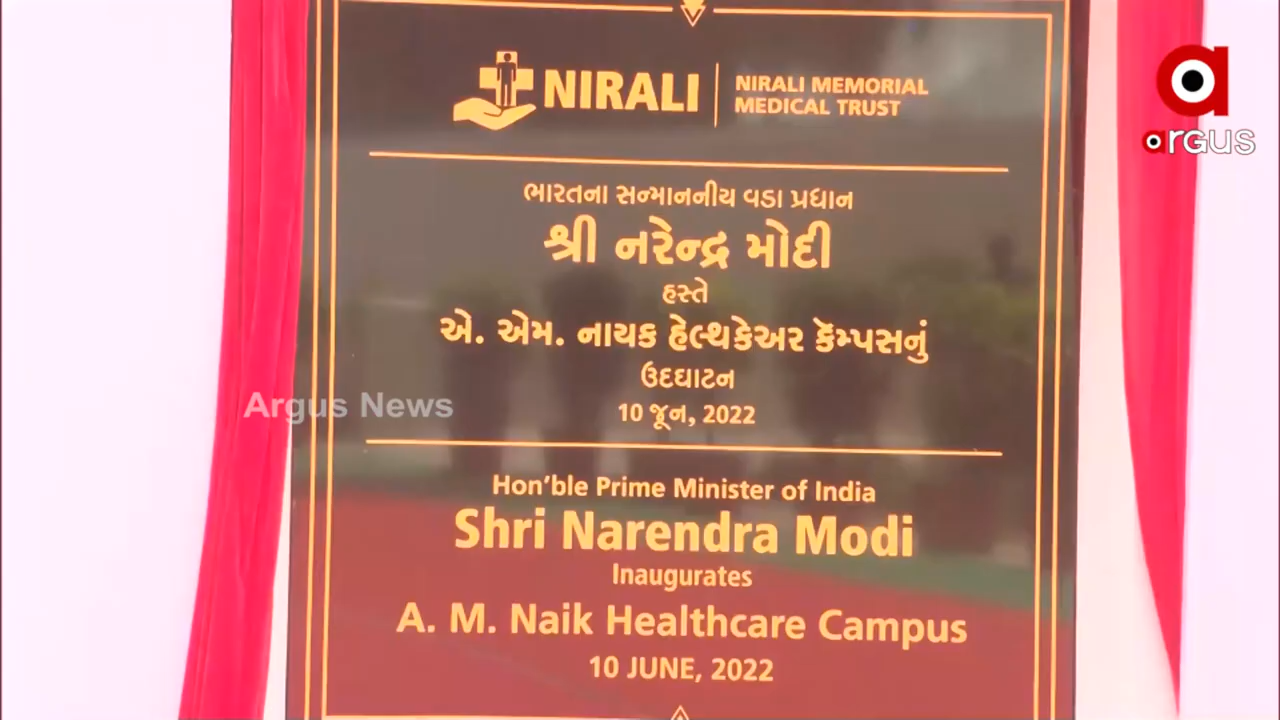 NIRALI
NIRALI MEMORIAL
MEDICAL TRUST
argus
ભારતના સન્માનનીય વડા પ્રધાન
શ્રી નરેન્દ્ર મોદી
હસ્તે
એ. એમ. નાયક હેલ્થકેઅર કૅમ્પસનું
ઉદઘાટન
10 જૂન, 2022
Argus News
Hon'ble Prime Minister of India
Shri Narendra Modi
Inaugurates
A. M. Naik Healthcare Campus
10 JUNE, 2022